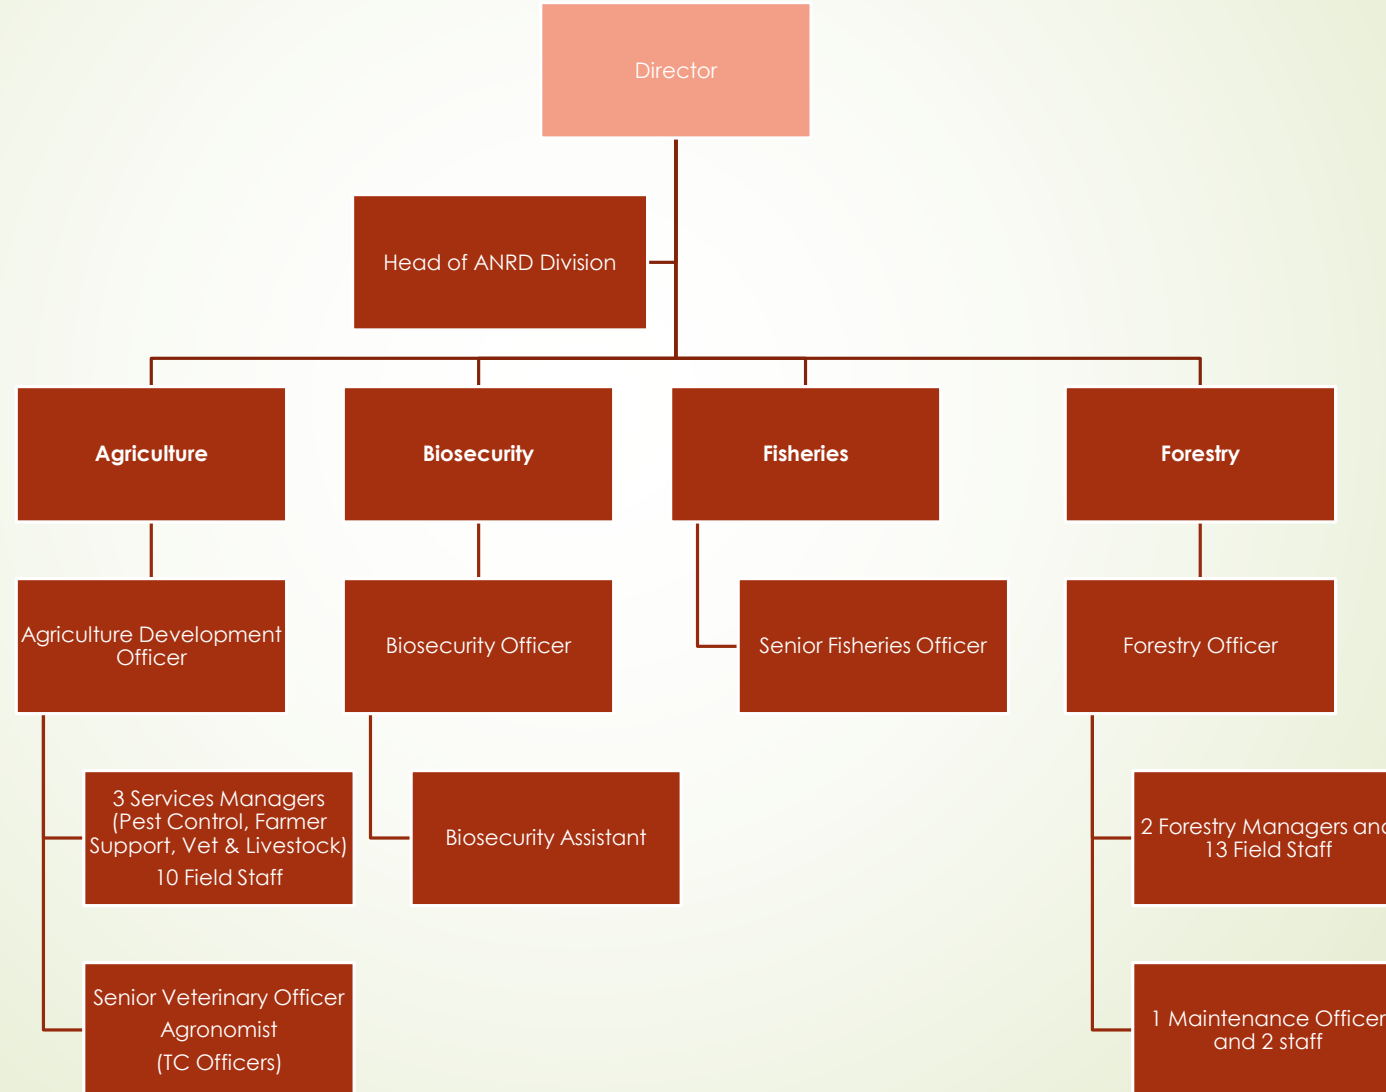 Director
Head of ANRD Division
Agriculture
Biosecurity
Fisheries
Forestry
Agriculture Development
Officer
Biosecurity Officer
Senior Fisheries Officer
Forestry Officer
3 Services Managers
(Pest Control, Farmer
Support, Vet & Livestock)
10 Field Staff
Biosecurity Assistant
2 Forestry Managers and
13 Field Staff
Senior Veterinary Officer
Agronomist
(TC Officers)
1 Maintenance Officer
and 2 staff